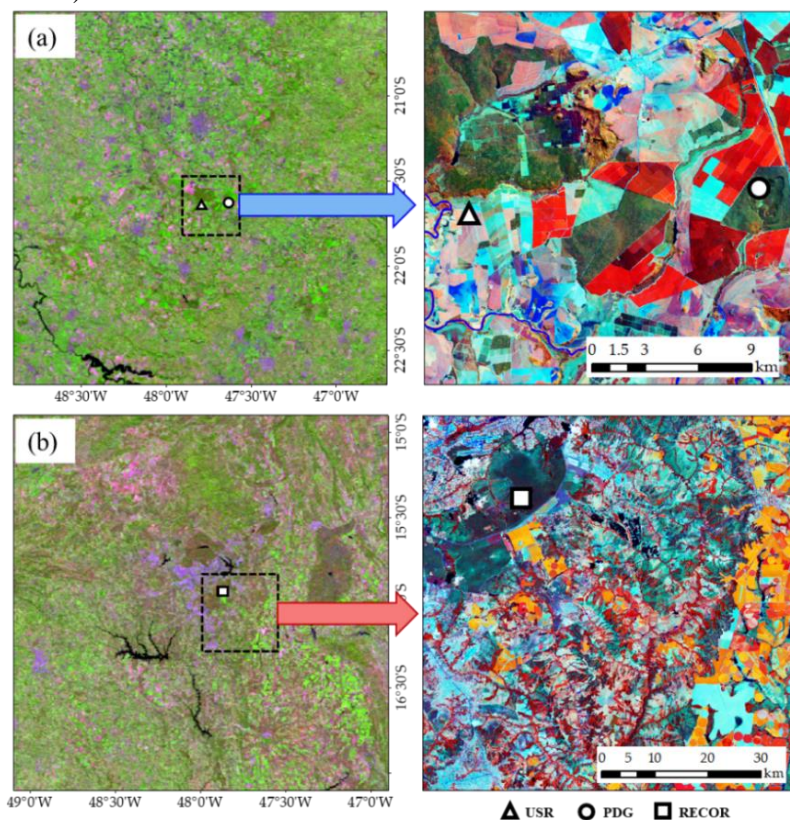 (a)
21°0'S
21°30'S
22°0'S
22°30'S
48°30'W 48°0'W 47°30'W 47°0'W
0 1.5 3 6 9
km
(b)
15°0'S
15°30'S
16°30'S
49°0'W 48°30'W 48°0'W 47°30'W 47°0'W
0 5 10 20 30
km
USR PDG RECOR